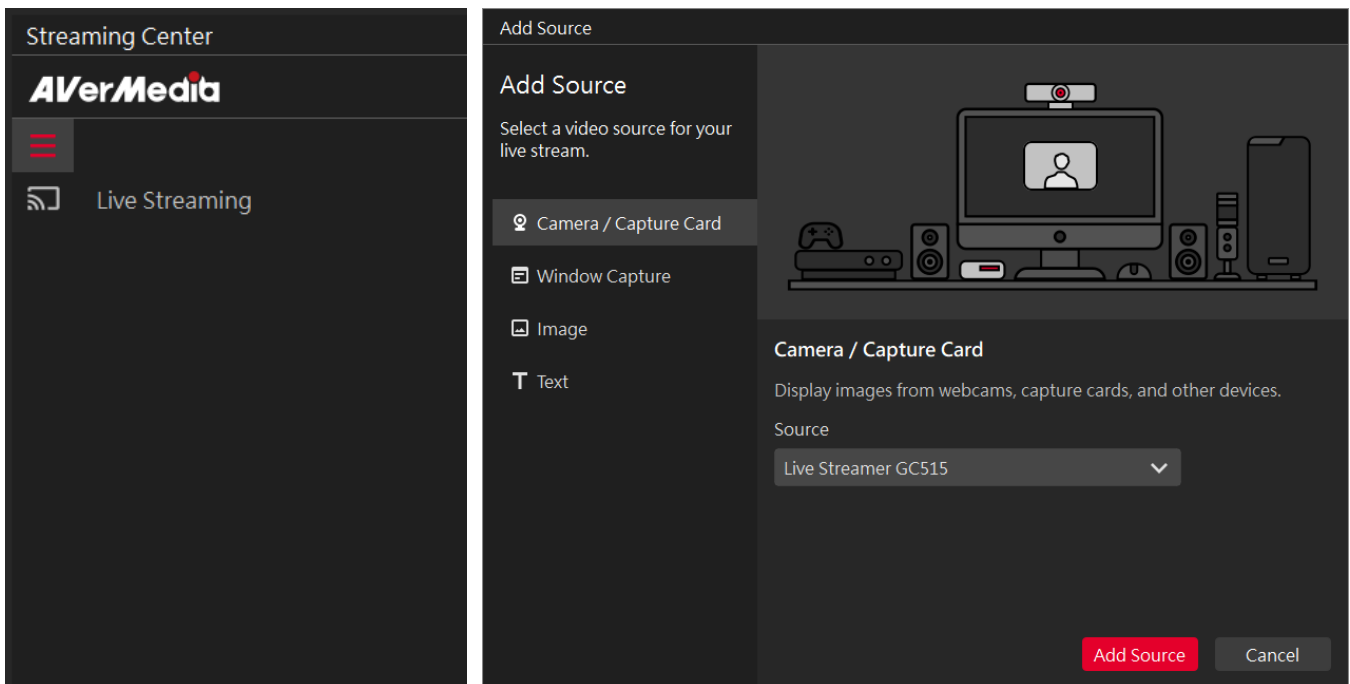 Streaming Center
AVerMedia
Live Streaming
Add Source
Add Source
Select a video source for your
live stream.
Camera / Capture Card
Window Capture
Image
T Text
Camera / Capture Card
Display images from webcams, capture cards, and other devices.
Source
Live Streamer GC515
Add Source
Cancel